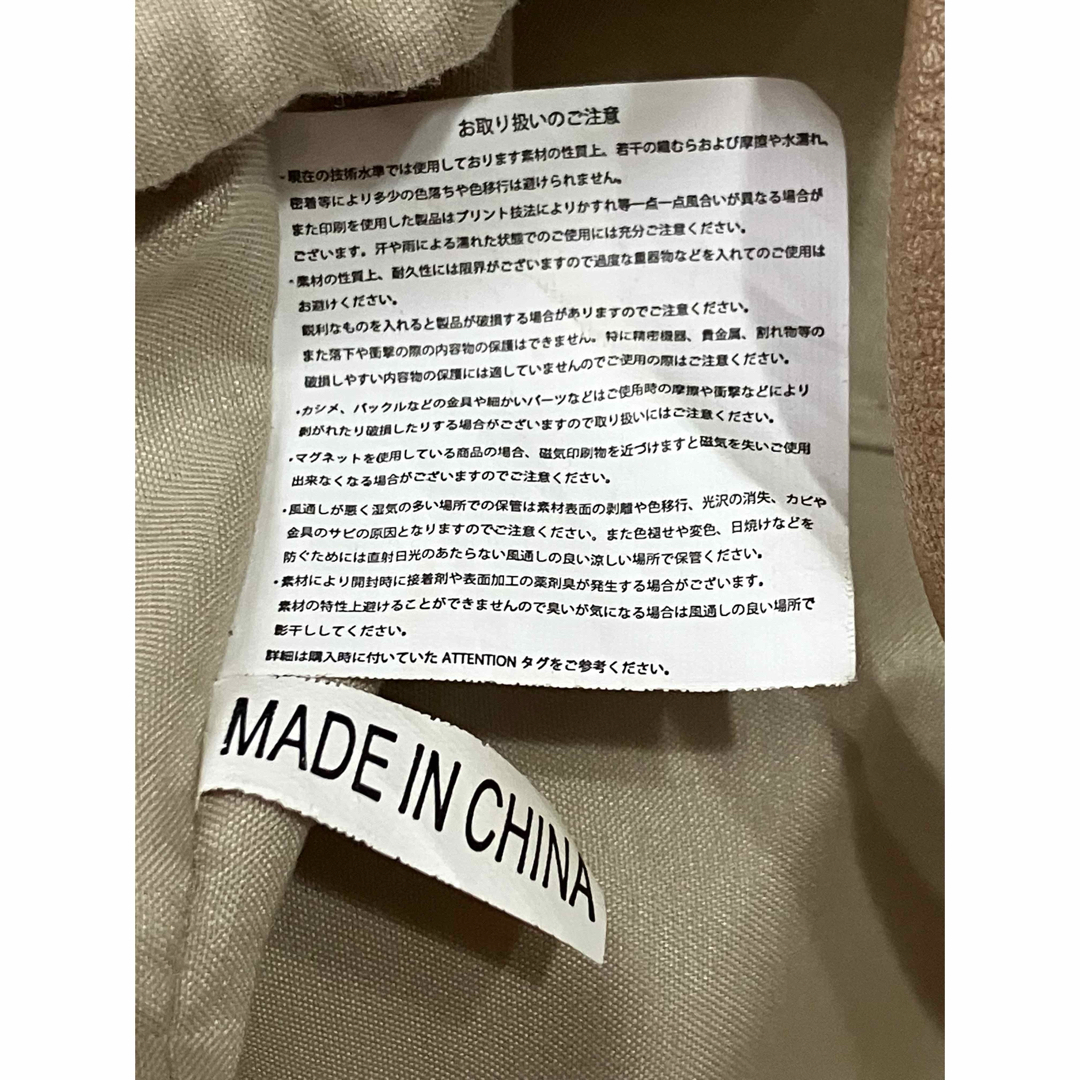 お取り扱いのご注意
・現在の技術水準では使用しております素材の性質上、若干の織むらおよび摩擦や水濡れ、
密着等により多少の色落ちや色移行は避けられません。
また印刷を使用した製品はプリント技法によりかすれ等一点一点風合いが異なる場合が
ございます。汗や雨による濡れた状態でのご使用には充分ご注意ください。
・素材の性質上、耐久性には限界がございますので過度な重器物などを入れてのご使用は
お避けください。
鋭利なものを入れると製品が破損する場合がありますのでご注意ください。
また落下や衝撃の際の内容物の保護はできません。特に精密機器、貴金属、割れ物等の
破損しやすい内容物の保護には適していませんのでご使用の際はご注意ください。
・カシメ、バックルなどの金具や細かいパーツなどはご使用時の摩擦や衝撃などにより
剥がれたり破損したりする場合がございますので取り扱いにはご注意ください。
・マグネットを使用している商品の場合、磁気印刷物を近づけますと磁気を失いご使用
出来なくなる場合がございますのでご注意ください。
・風通しが悪く湿気の多い場所での保管は素材表面の剥離や色移行、光沢の消失、カビや
金具のサビの原因となりますのでご注意ください。また色褪せや変色、日焼けなどを
防ぐためには直射日光のあたらない風通しの良い涼しい場所で保管ください。
・素材により開封時に接着剤や表面加工の薬剤臭が発生する場合がございます。
素材の特性上避けることができませんので臭いが気になる場合は風通しの良い場所で
影干ししてください。
詳細は購入時に付いていた ATTENTION タグをご参考ください。
MADE IN CHINA